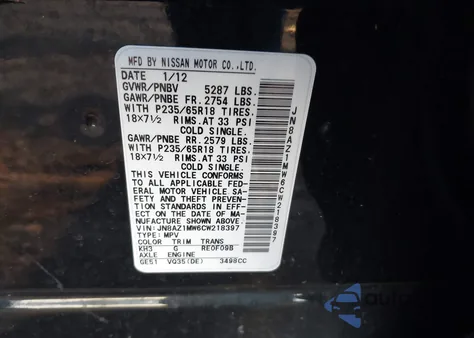 MFD BY NISSAN MOTOR CO.,LTD.
DATE 1/12
GVWR/PNBV 5287 LBS.
GAWR/PNBE FR. 2754 LBS.
WITH P235/65R18 TIRES.
18X7½ RIMS.AT 33 PSI
COLD SINGLE.
GAWR/PNBE RR. 2579 LBS.
WITH P235/65R18 TIRES.
18X7½ RIMS.AT 33 PSI
COLD SINGLE.
THIS VEHICLE CONFORMS
TO ALL APPLICABLE FED-
ERAL MOTOR VEHICLE SA-
FETY AND THEFT PREVENTION
STANDARDS IN
EFFECT ON THE DATE OF MA-
NUFACTURE SHOWN ABOVE.
VIN: JN8AZ1MW6CW218397
TYPE: MPV
COLOR TRIM TRANS
KH3 G RE0F09B
AXLE ENGINE
GE51 VQ35(DE) 3498CC
JN8AZ1MW6CW218397